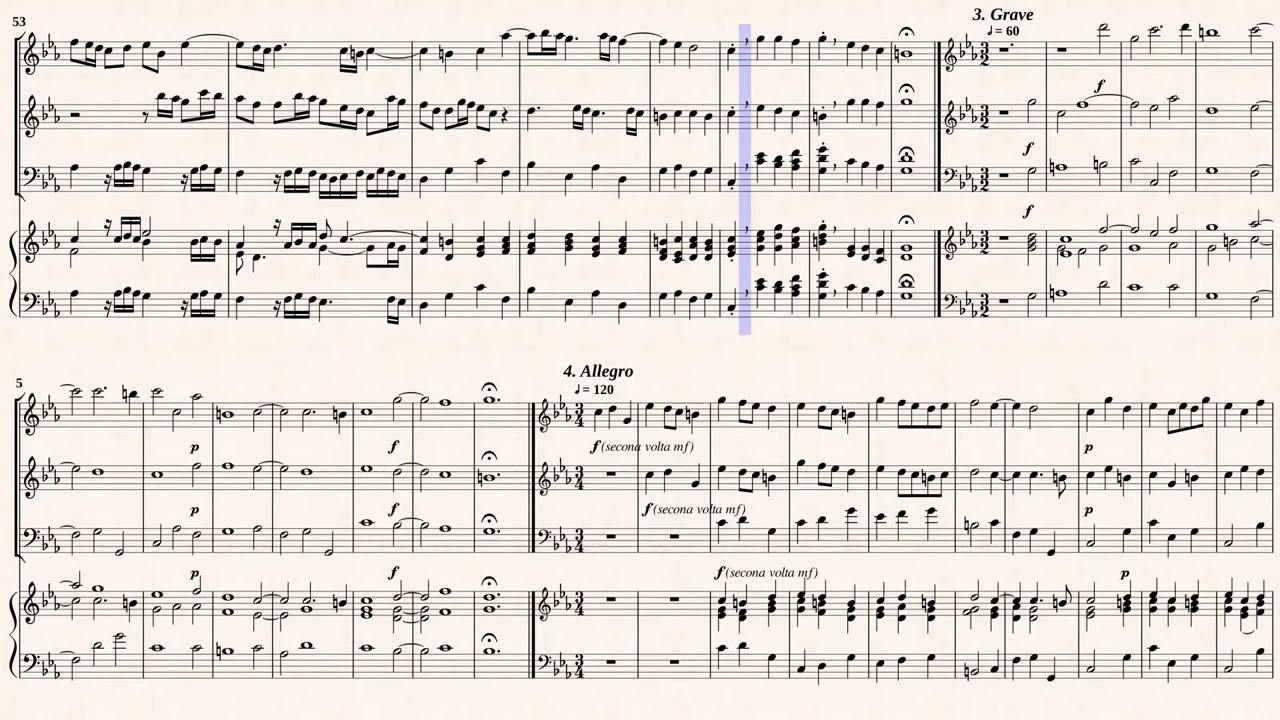 3. Grave
53
♩ = 60
f
f
f
4. Allegro
5
♩ = 120
p
f
f (secona volta mf)
p
p
f
f (secona volta mf)
p
p
f
f (secona volta mf)
p